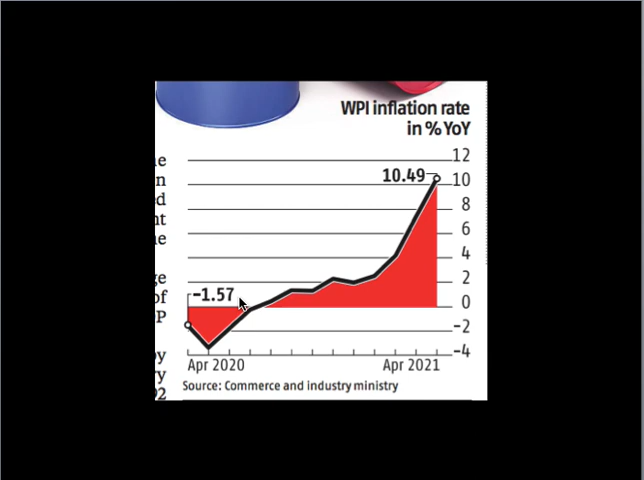 WPI inflation rate
in % YoY
12
10.49
10
8
6
4
2
-1.57
0
-2
-4
Apr 2020 Apr 2021
Source: Commerce and industry ministry